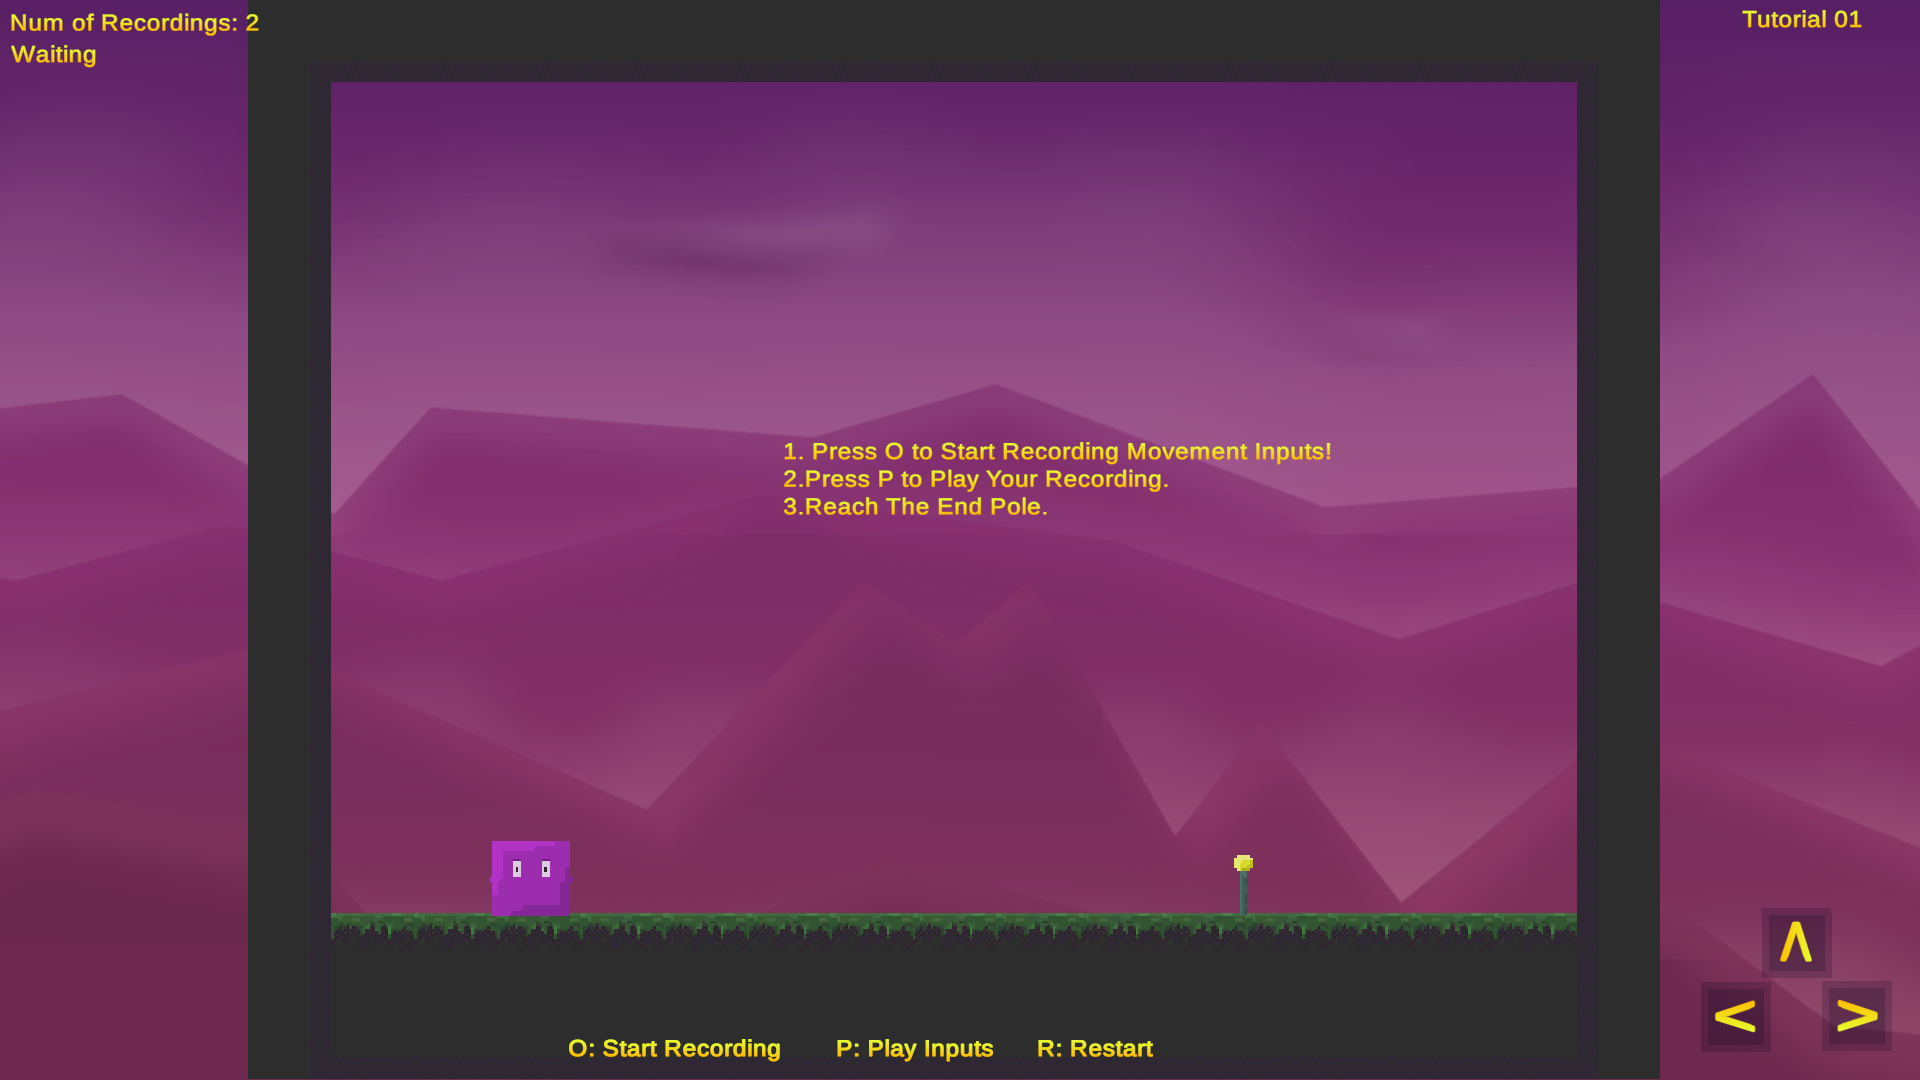 Num of Recordings: 2
Waiting
Tutorial 01
1. Press O to Start Recording Movement Inputs!
2.Press P to Play Your Recording.
3.Reach The End Pole.
O: Start Recording
P: Play Inputs
R: Restart
Λ
< >